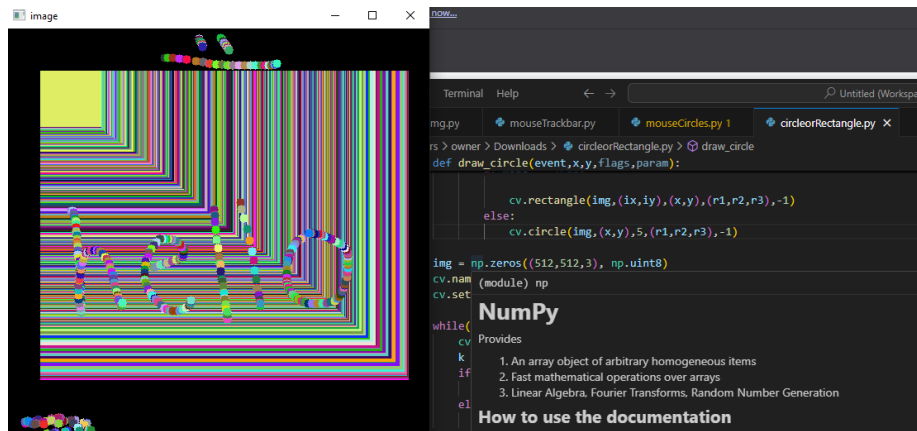 image
now...
Terminal Help
Untitled (Workspa
mg.py mouseTrackbar.py mouseCircles.py 1 circleorRectangle.py
rs > owner > Downloads > circleorRectangle.py > draw_circle
def draw_circle(event,x,y,flags,param):
cv.rectangle(img,(ix,iy),(x,y),(r1,r2,r3),-1)
else:
cv.circle(img,(x,y),5,(r1,r2,r3),-1)
img = np.zeros((512,512,3), np.uint8)
cv.nam
cv.set
(module) np
NumPy
while(
Provides
cv
k
1. An array object of arbitrary homogeneous items
if
2. Fast mathematical operations over arrays
3. Linear Algebra, Fourier Transforms, Random Number Generation
el
How to use the documentation
hello